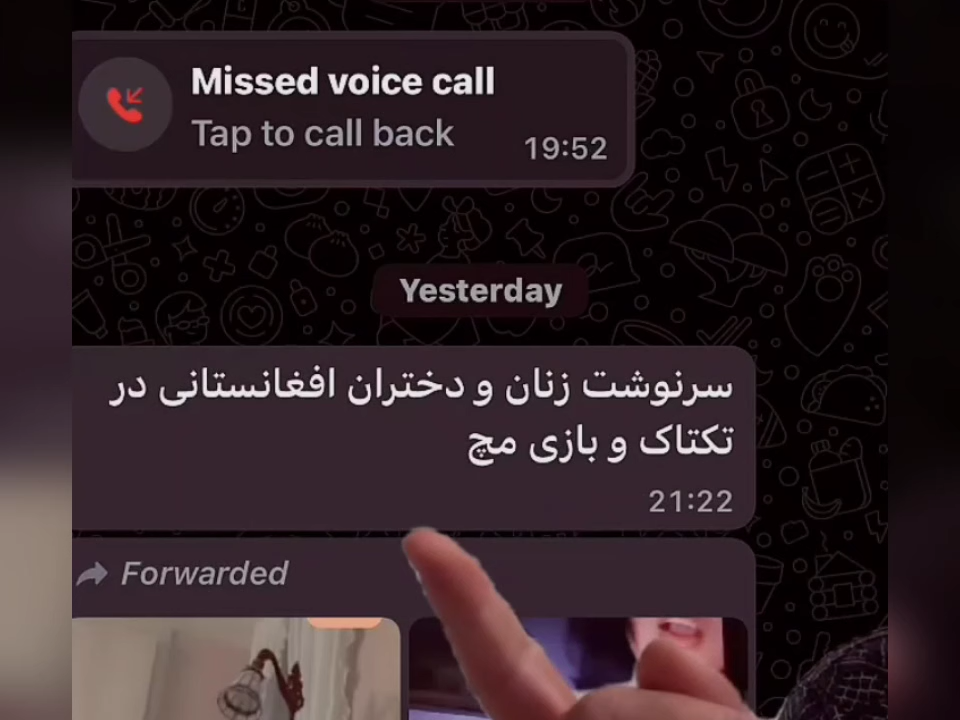 Missed voice call
Tap to call back
19:52
Yesterday
سرنوشت زنان و دختران افغانستانی در
تکتاک و بازی مچ
21:22
Forwarded